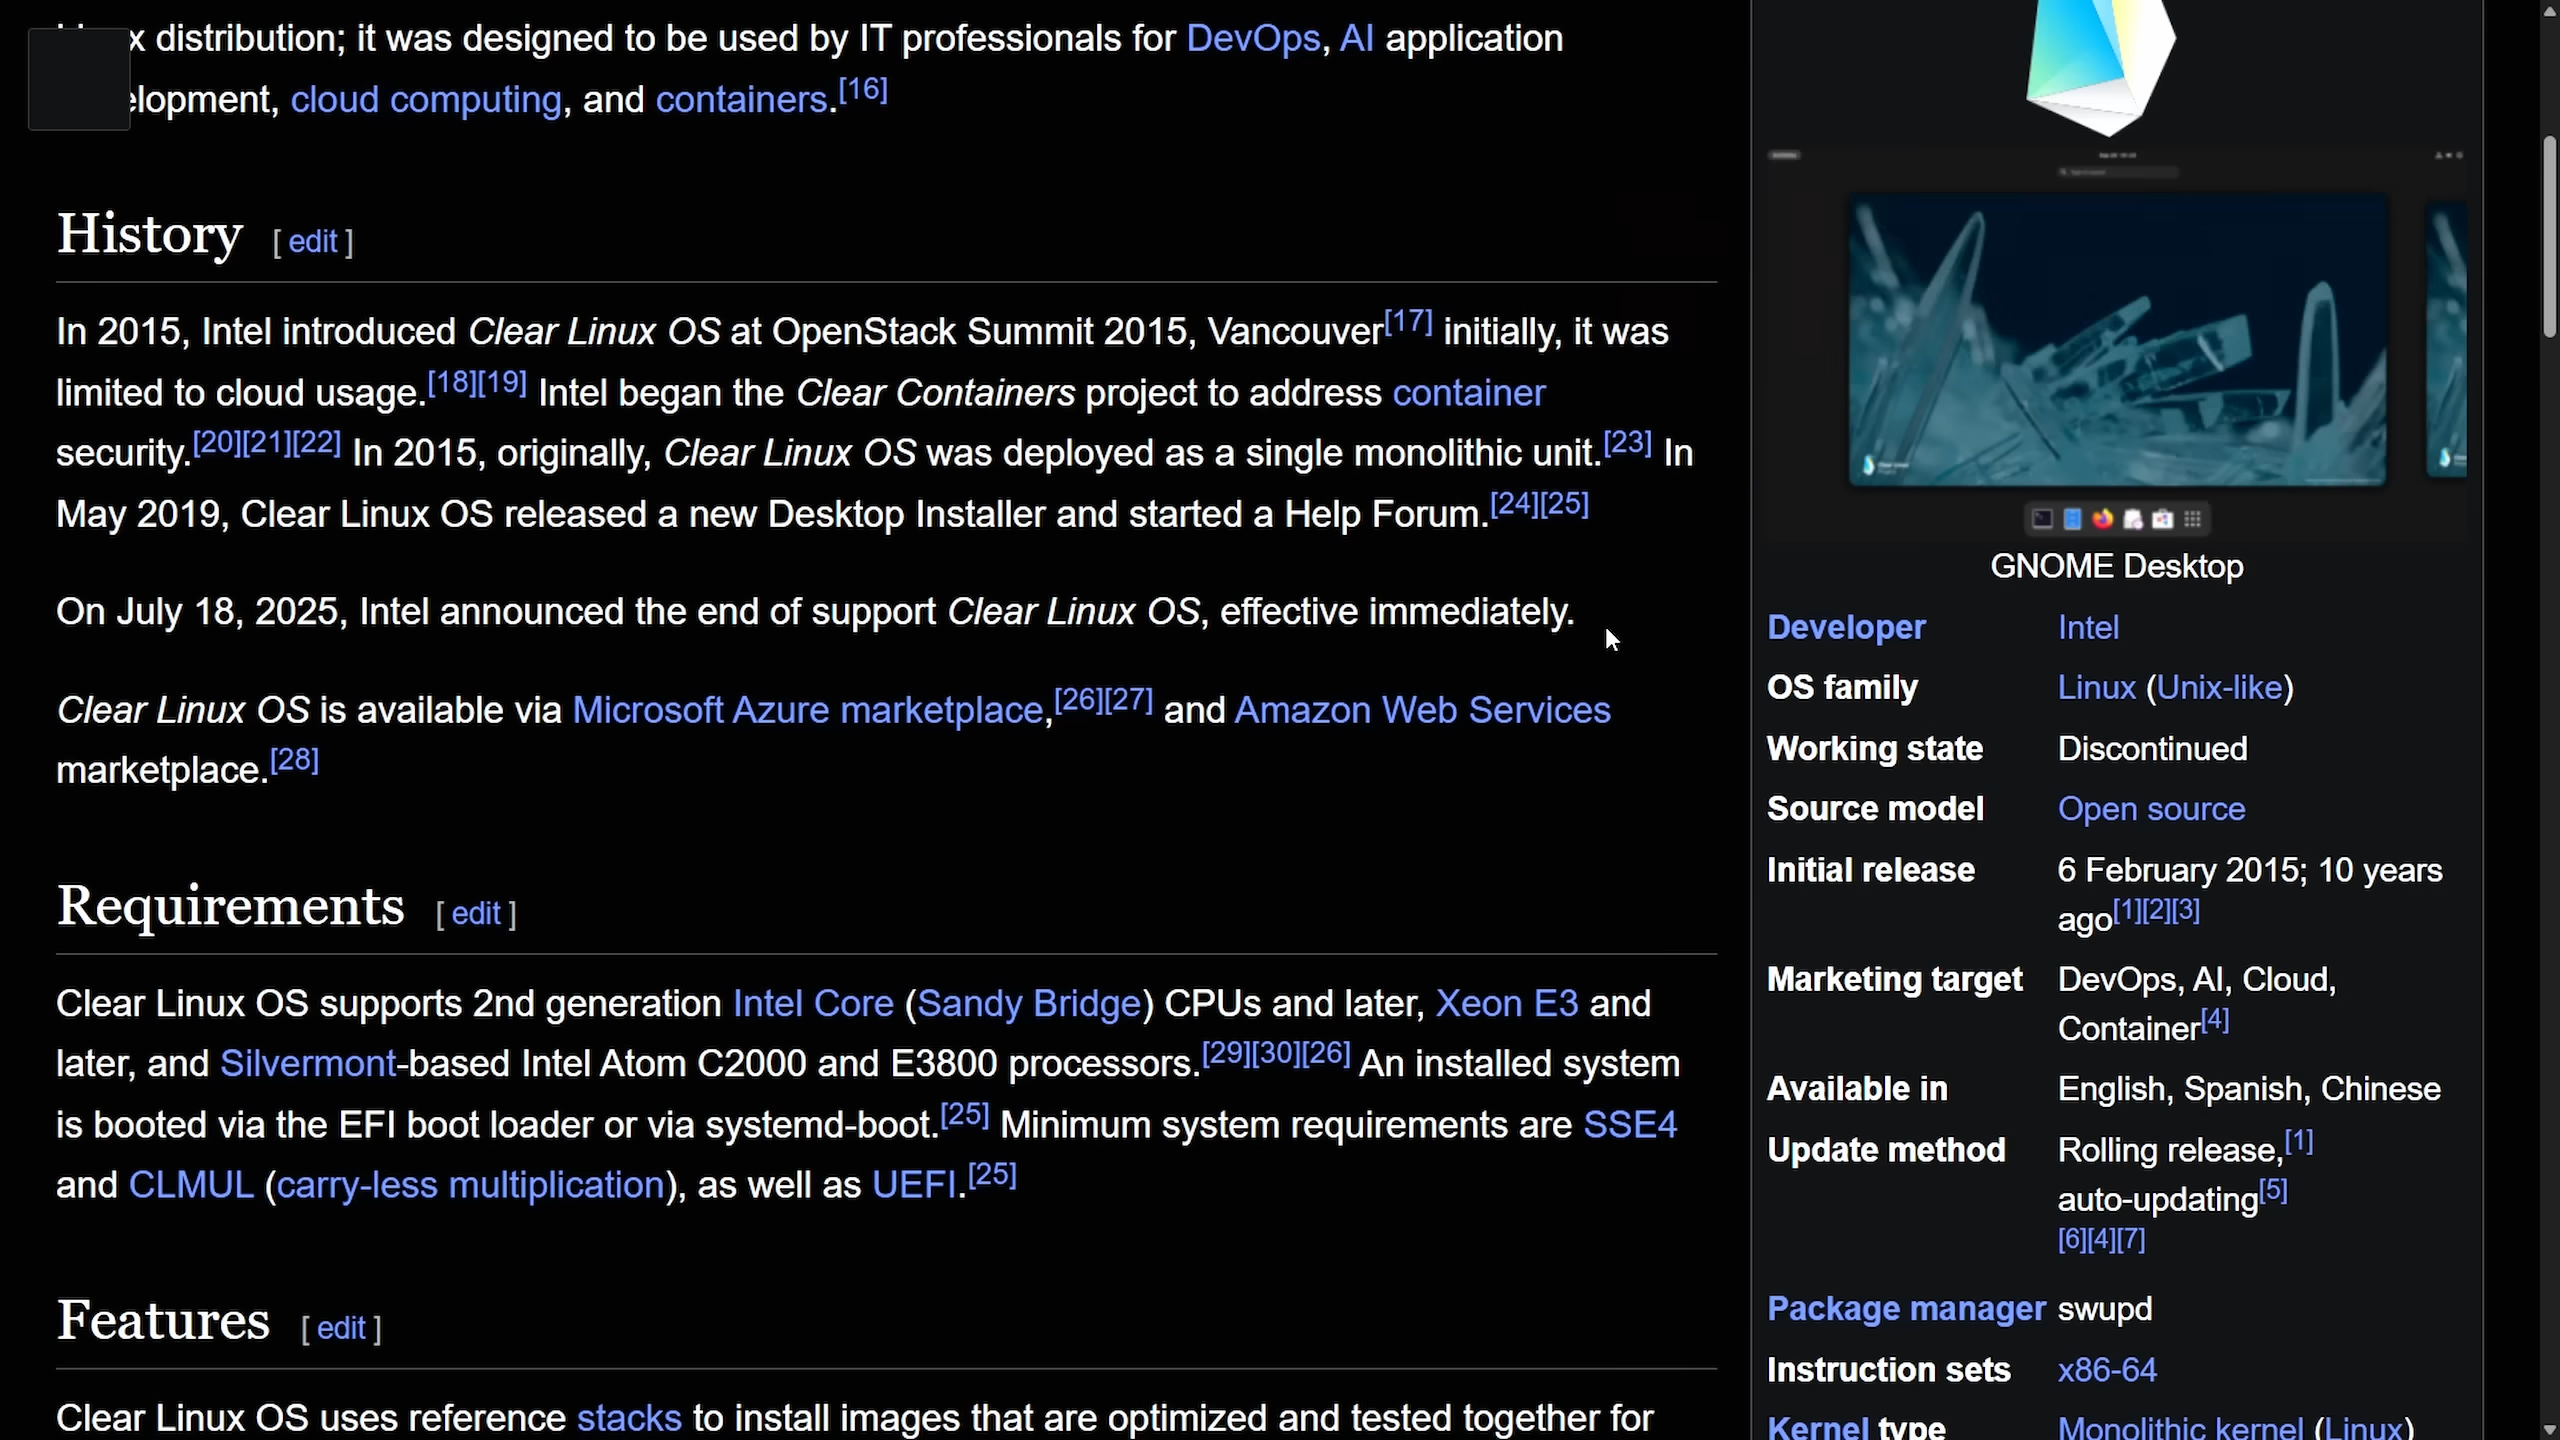 x distribution; it was designed to be used by IT professionals for DevOps, AI application
elopment, cloud computing, and containers.[16]
History [ edit ]
In 2015, Intel introduced Clear Linux OS at OpenStack Summit 2015, Vancouver[17] initially, it was
limited to cloud usage.[18][19] Intel began the Clear Containers project to address container
security.[20][21][22] In 2015, originally, Clear Linux OS was deployed as a single monolithic unit.[23] In
May 2019, Clear Linux OS released a new Desktop Installer and started a Help Forum.[24][25]
On July 18, 2025, Intel announced the end of support Clear Linux OS, effective immediately.
Clear Linux OS is available via Microsoft Azure marketplace,[26][27] and Amazon Web Services
marketplace.[28]
Requirements [ edit ]
Clear Linux OS supports 2nd generation Intel Core (Sandy Bridge) CPUs and later, Xeon E3 and
later, and Silvermont-based Intel Atom C2000 and E3800 processors.[29][30][26] An installed system
is booted via the EFI boot loader or via systemd-boot.[25] Minimum system requirements are SSE4
and CLMUL (carry-less multiplication), as well as UEFI.[25]
Features [ edit ]
Clear Linux OS uses reference stacks to install images that are optimized and tested together for
GNOME Desktop
Developer Intel
OS family Linux (Unix-like)
Working state Discontinued
Source model Open source
Initial release 6 February 2015; 10 years
ago[1][2][3]
Marketing target DevOps, AI, Cloud,
Container[4]
Available in English, Spanish, Chinese
Update method Rolling release,[1]
auto-updating[5]
[6][4][7]
Package manager swupd
Instruction sets x86-64
Kernel type Monolithic kernel (Linux)